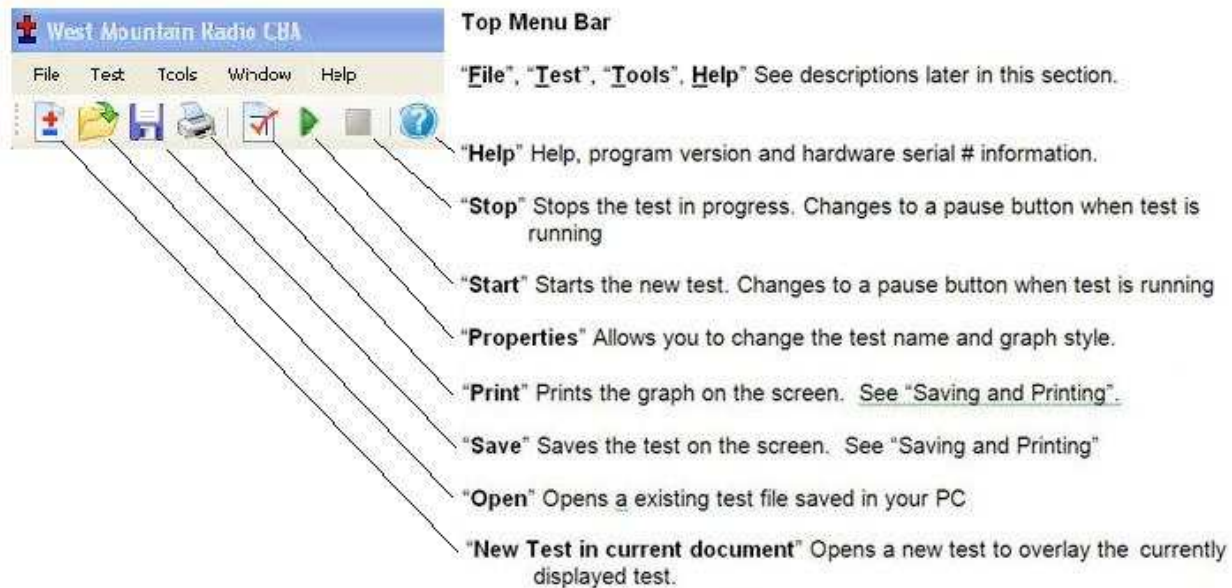 West Mountain Radio CBA
File Test Tools Window Help
Top Menu Bar
“File”, “Test”, “Tools”, Help” See descriptions later in this section.
“Help” Help, program version and hardware serial # information.
“Stop” Stops the test in progress. Changes to a pause button when test is
running
“Start” Starts the new test. Changes to a pause button when test is running
“Properties” Allows you to change the test name and graph style.
“Print” Prints the graph on the screen. See “Saving and Printing”.
“Save” Saves the test on the screen. See “Saving and Printing”
“Open” Opens a existing test file saved in your PC
“New Test in current document” Opens a new test to overlay the currently
displayed test.